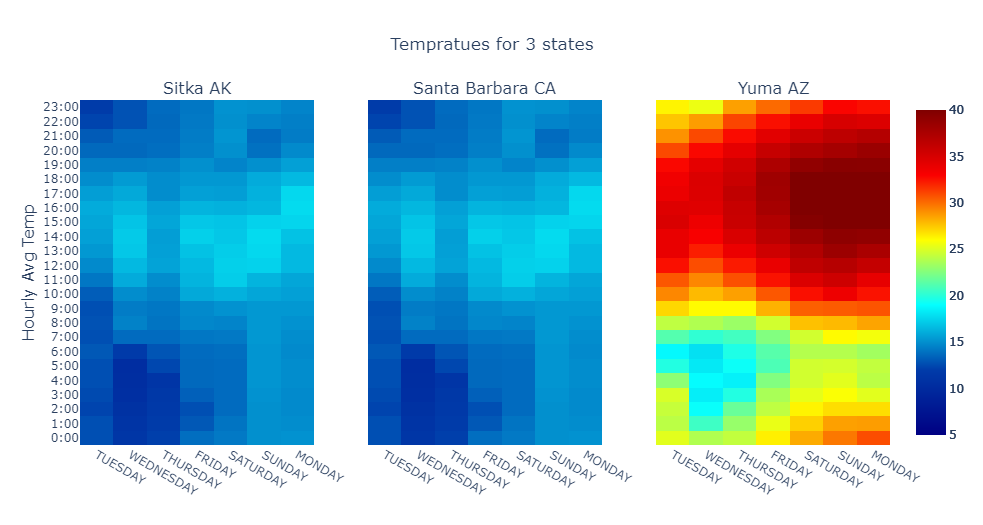 Tempratues for 3 states
Sitka AK
Santa Barbara CA
Yuma AZ
Hourly Avg Temp
23:00
22:00
21:00
20:00
19:00
18:00
17:00
16:00
15:00
14:00
13:00
12:00
11:00
10:00
9:00
8:00
7:00
6:00
5:00
4:00
3:00
2:00
1:00
0:00
TUESDAY
WEDNESDAY
THURSDAY
FRIDAY
SATURDAY
SUNDAY
MONDAY
TUESDAY
WEDNESDAY
THURSDAY
FRIDAY
SATURDAY
SUNDAY
MONDAY
TUESDAY
WEDNESDAY
THURSDAY
FRIDAY
SATURDAY
SUNDAY
MONDAY
40
35
30
25
20
15
10
5